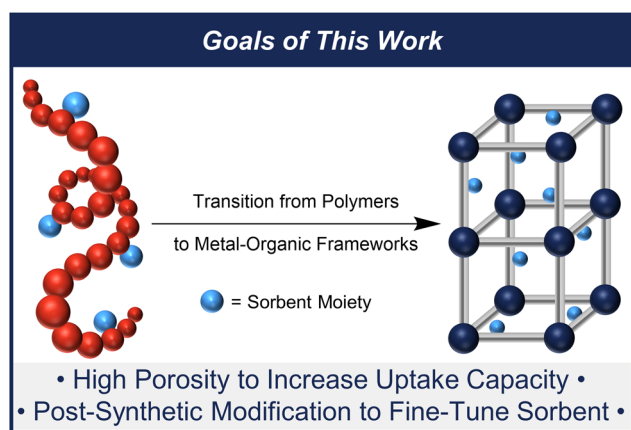 Goals of This Work
Transition from Polymers
to Metal-Organic Frameworks
= Sorbent Moiety
• High Porosity to Increase Uptake Capacity •
• Post-Synthetic Modification to Fine-Tune Sorbent •